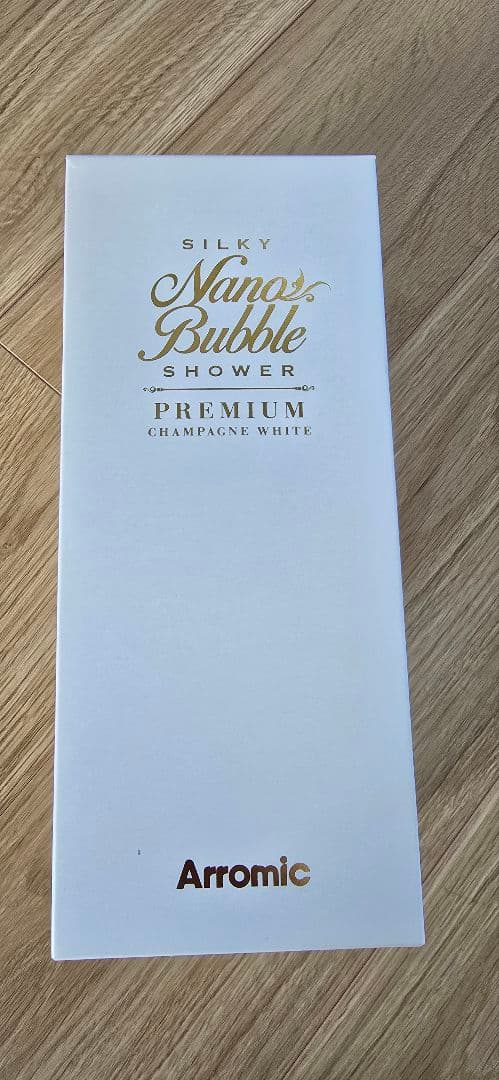 SILKY
Nano
Bubble
SHOWER
PREMIUM
CHAMPAGNE WHITE
Arromic